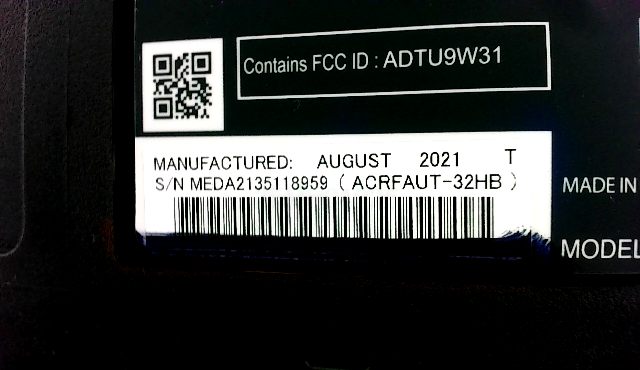 Contains FCC ID : ADTU9W31
MANUFACTURED: AUGUST 2021 T
S/N MEDA2135118959 ( ACRFAUT-32HB )
MADE IN
MODEL